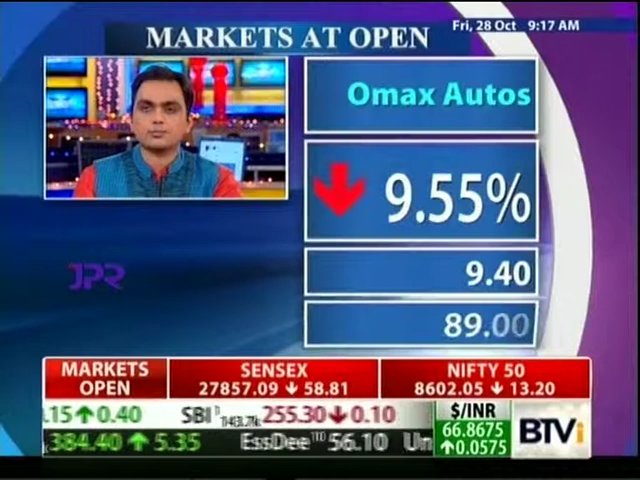 MARKETS AT OPEN
Fri, 28 Oct 9:17 AM
Omax Autos
9.55%
9.40
89.00
JPR
MARKETS OPEN
SENSEX
27857.09 58.81
NIFTY 50
8602.05 13.20
.15 0.40 SBI 255.30 0.10
384.40 5.35 EssDee 56.10 Un
$/INR
66.8675
0.0575
BTVi